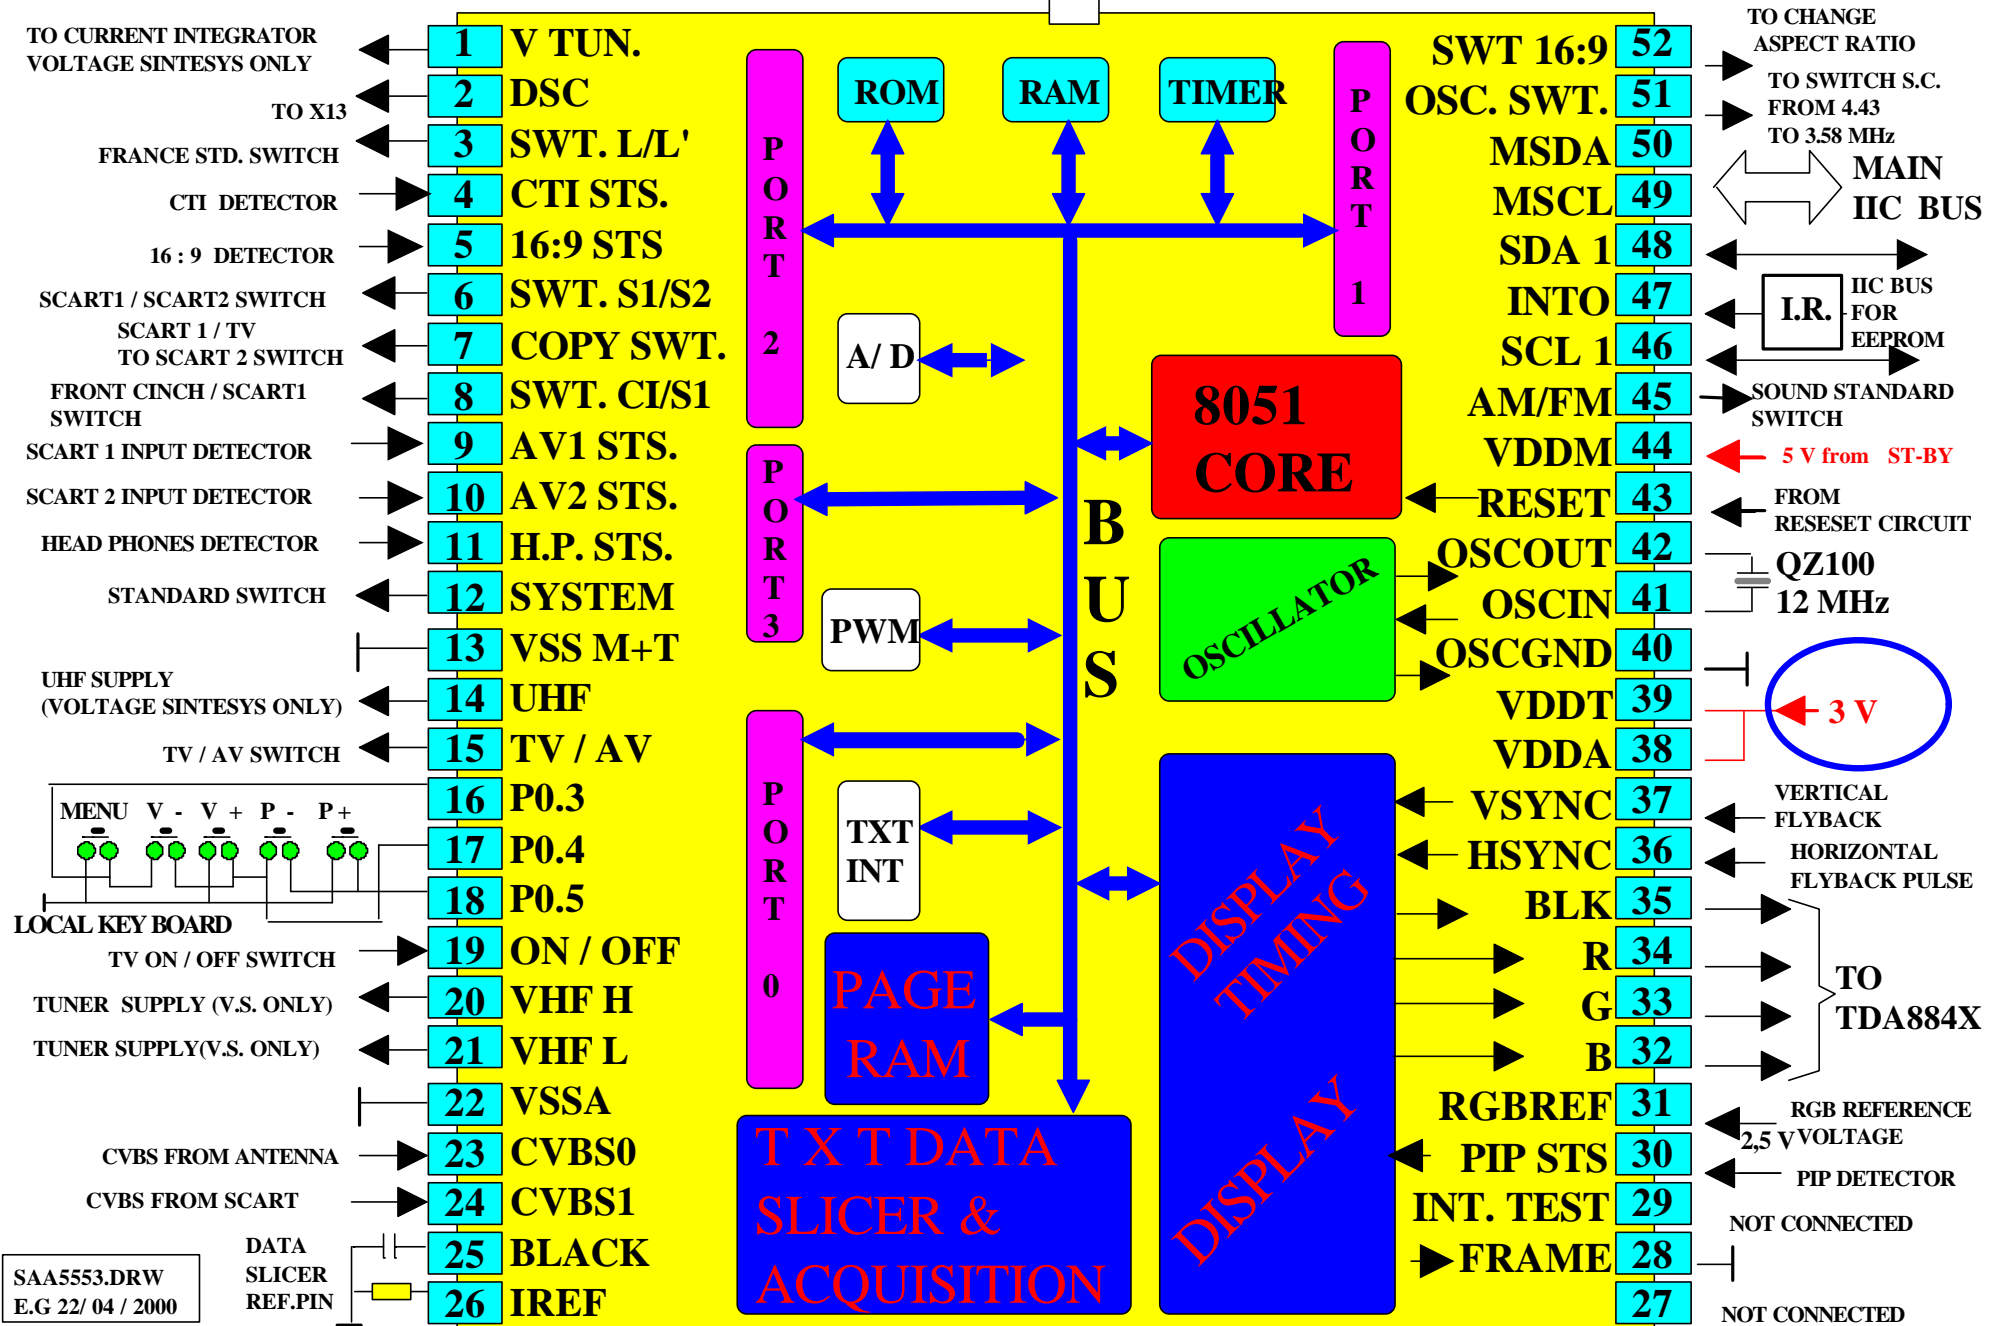 TO CURRENT INTEGRATOR
VOLTAGE SINTESYS ONLY
1 V TUN.
TO X13
2 DSC
FRANCE STD. SWITCH
3 SWT. L/L'
CTI DETECTOR
4 CTI STS.
16 : 9 DETECTOR
5 16:9 STS
SCART1 / SCART2 SWITCH
6 SWT. S1/S2
SCART 1 / TV
TO SCART 2 SWITCH
7 COPY SWT.
FRONT CINCH / SCART1
SWITCH
8 SWT. CI/S1
SCART 1 INPUT DETECTOR
9 AV1 STS.
SCART 2 INPUT DETECTOR
10 AV2 STS.
HEAD PHONES DETECTOR
11 H.P. STS.
STANDARD SWITCH
12 SYSTEM
13 VSS M+T
UHF SUPPLY
(VOLTAGE SINTESYS ONLY)
14 UHF
TV / AV SWITCH
15 TV / AV
16 P0.3
MENU V - V + P - P +
17 P0.4
18 P0.5
LOCAL KEY BOARD
TV ON / OFF SWITCH
19 ON / OFF
TUNER SUPPLY (V.S. ONLY)
20 VHF H
TUNER SUPPLY(V.S. ONLY)
21 VHF L
22 VSSA
CVBS FROM ANTENNA
23 CVBS0
CVBS FROM SCART
24 CVBS1
DATA
SLICER
REF.PIN
25 BLACK
26 IREF
SAA5553.DRW
E.G 22/ 04 / 2000
PORT 2
PORT3
PORT 0
ROM
RAM
TIMER
PORT 1
A/ D
PWM
TXT
INT
PAGE
RAM
T X T DATA
SLICER &
ACQUISITION
BUS
8051
CORE
OSCILLATOR
DISPLAY
TIMING
DISPLAY
SWT 16:9 52
TO CHANGE
ASPECT RATIO
OSC. SWT. 51
TO SWITCH S.C.
FROM 4.43
TO 3.58 MHz
MSDA 50
MSCL 49
MAIN
IIC BUS
SDA 1 48
INTO 47
I.R.
IIC BUS
FOR
EEPROM
SCL 1 46
AM/FM 45
SOUND STANDARD
SWITCH
VDDM 44
5 V from ST-BY
RESET 43
FROM
RESESET CIRCUIT
OSCOUT 42
OSCIN 41
QZ100
12 MHz
OSCGND 40
VDDT 39
3 V
VDDA 38
VSYNC 37
VERTICAL
FLYBACK
HSYNC 36
HORIZONTAL
FLYBACK PULSE
BLK 35
R 34
G 33
B 32
TO
TDA884X
RGBREF 31
RGB REFERENCE
2,5 V VOLTAGE
PIP STS 30
PIP DETECTOR
INT. TEST 29
NOT CONNECTED
FRAME 28
27
NOT CONNECTED